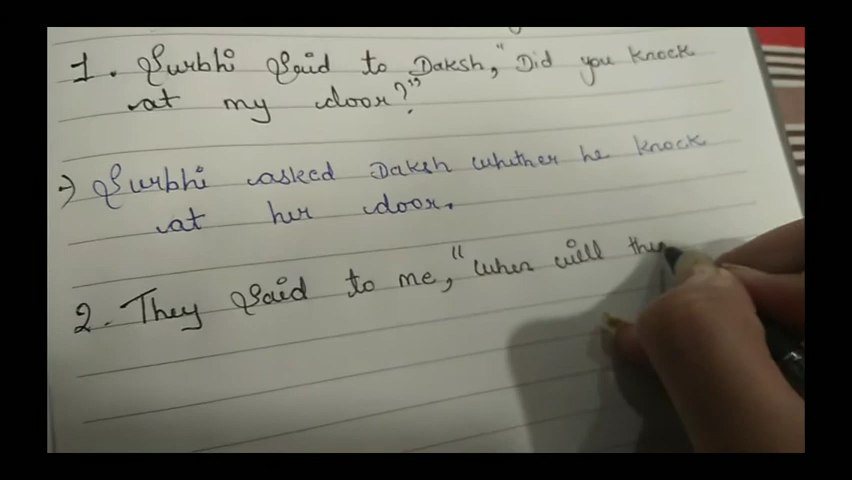 1. Surbhi said to Daksh, "Did you knock
at my door?"
→ Surbhi asked Daksh whether he knock
at her door.
2. They said to me, "When will the